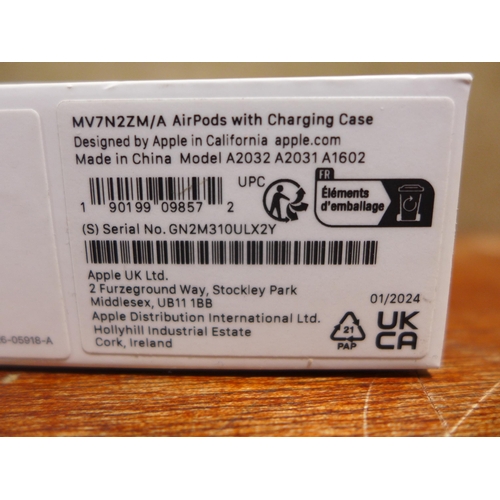 MV7N2ZM/A AirPods with Charging Case
Designed by Apple in California apple.com
Made in China Model A2032 A2031 A1602
UPC
1 90199 09857 2
FR
Éléments
d'emballage
(S) Serial No. GN2M310ULX2Y
Apple UK Ltd.
2 Furzeground Way, Stockley Park
Middlesex, UB11 1BB
Apple Distribution International Ltd.
Hollyhill Industrial Estate
Cork, Ireland
01/2024
21
PAP
UK
CA
6-05918-A